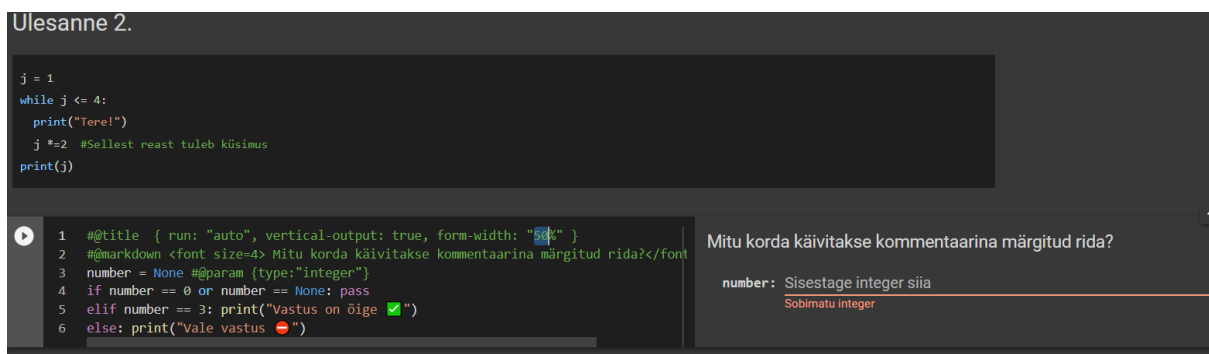 Ulesanne 2.
j = 1
while j <= 4:
  print("Tere!")
  j *=2  #Sellest reast tuleb küsimus
print(j)
1 #@title  { run: "auto", vertical-output: true, form-width: "50%" }
2 #@markdown <font size=4> Mitu korda käivitakse kommentaarina märgitud rida?</font
3 number = None #@param {type:"integer"}
4 if number == 0 or number == None: pass
5 elif number == 3: print("Vastus on õige ✅")
6 else: print("Vale vastus ⛔")
Mitu korda käivitakse kommentaarina märgitud rida?
number: Sisestage integer siia
Sobimatu integer